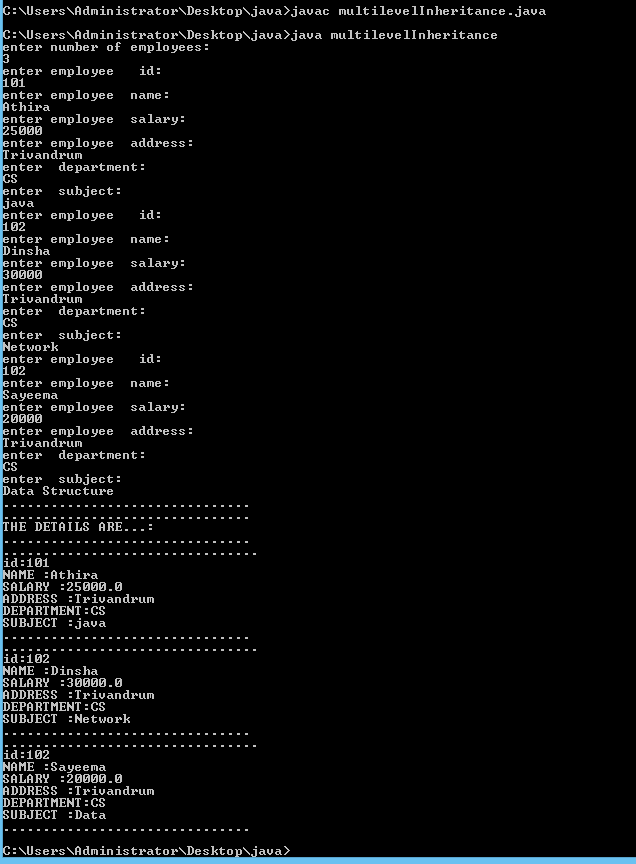 C:\Users\Administrator\Desktop\java>javac multilevelInheritance.java
C:\Users\Administrator\Desktop\java>java multilevelInheritance
enter number of employees:
3
enter employee   id:
101
enter employee  name:
Athira
enter employee  salary:
25000
enter employee  address:
Trivandrum
enter  department:
CS
enter  subject:
java
enter employee   id:
102
enter employee  name:
Dinsha
enter employee  salary:
30000
enter employee  address:
Trivandrum
enter  department:
CS
enter  subject:
Network
enter employee   id:
102
enter employee  name:
Sayeema
enter employee  salary:
20000
enter employee  address:
Trivandrum
enter  department:
CS
enter  subject:
Data Structure
-------------------------------
-------------------------------
THE DETAILS ARE...:
-------------------------------
--------------------------------
id:101
NAME :Athira
SALARY :25000.0
ADDRESS :Trivandrum
DEPARTMENT:CS
SUBJECT :java
-------------------------------
--------------------------------
id:102
NAME :Dinsha
SALARY :30000.0
ADDRESS :Trivandrum
DEPARTMENT:CS
SUBJECT :Network
-------------------------------
--------------------------------
id:102
NAME :Sayeema
SALARY :20000.0
ADDRESS :Trivandrum
DEPARTMENT:CS
SUBJECT :Data
-------------------------------
C:\Users\Administrator\Desktop\java>